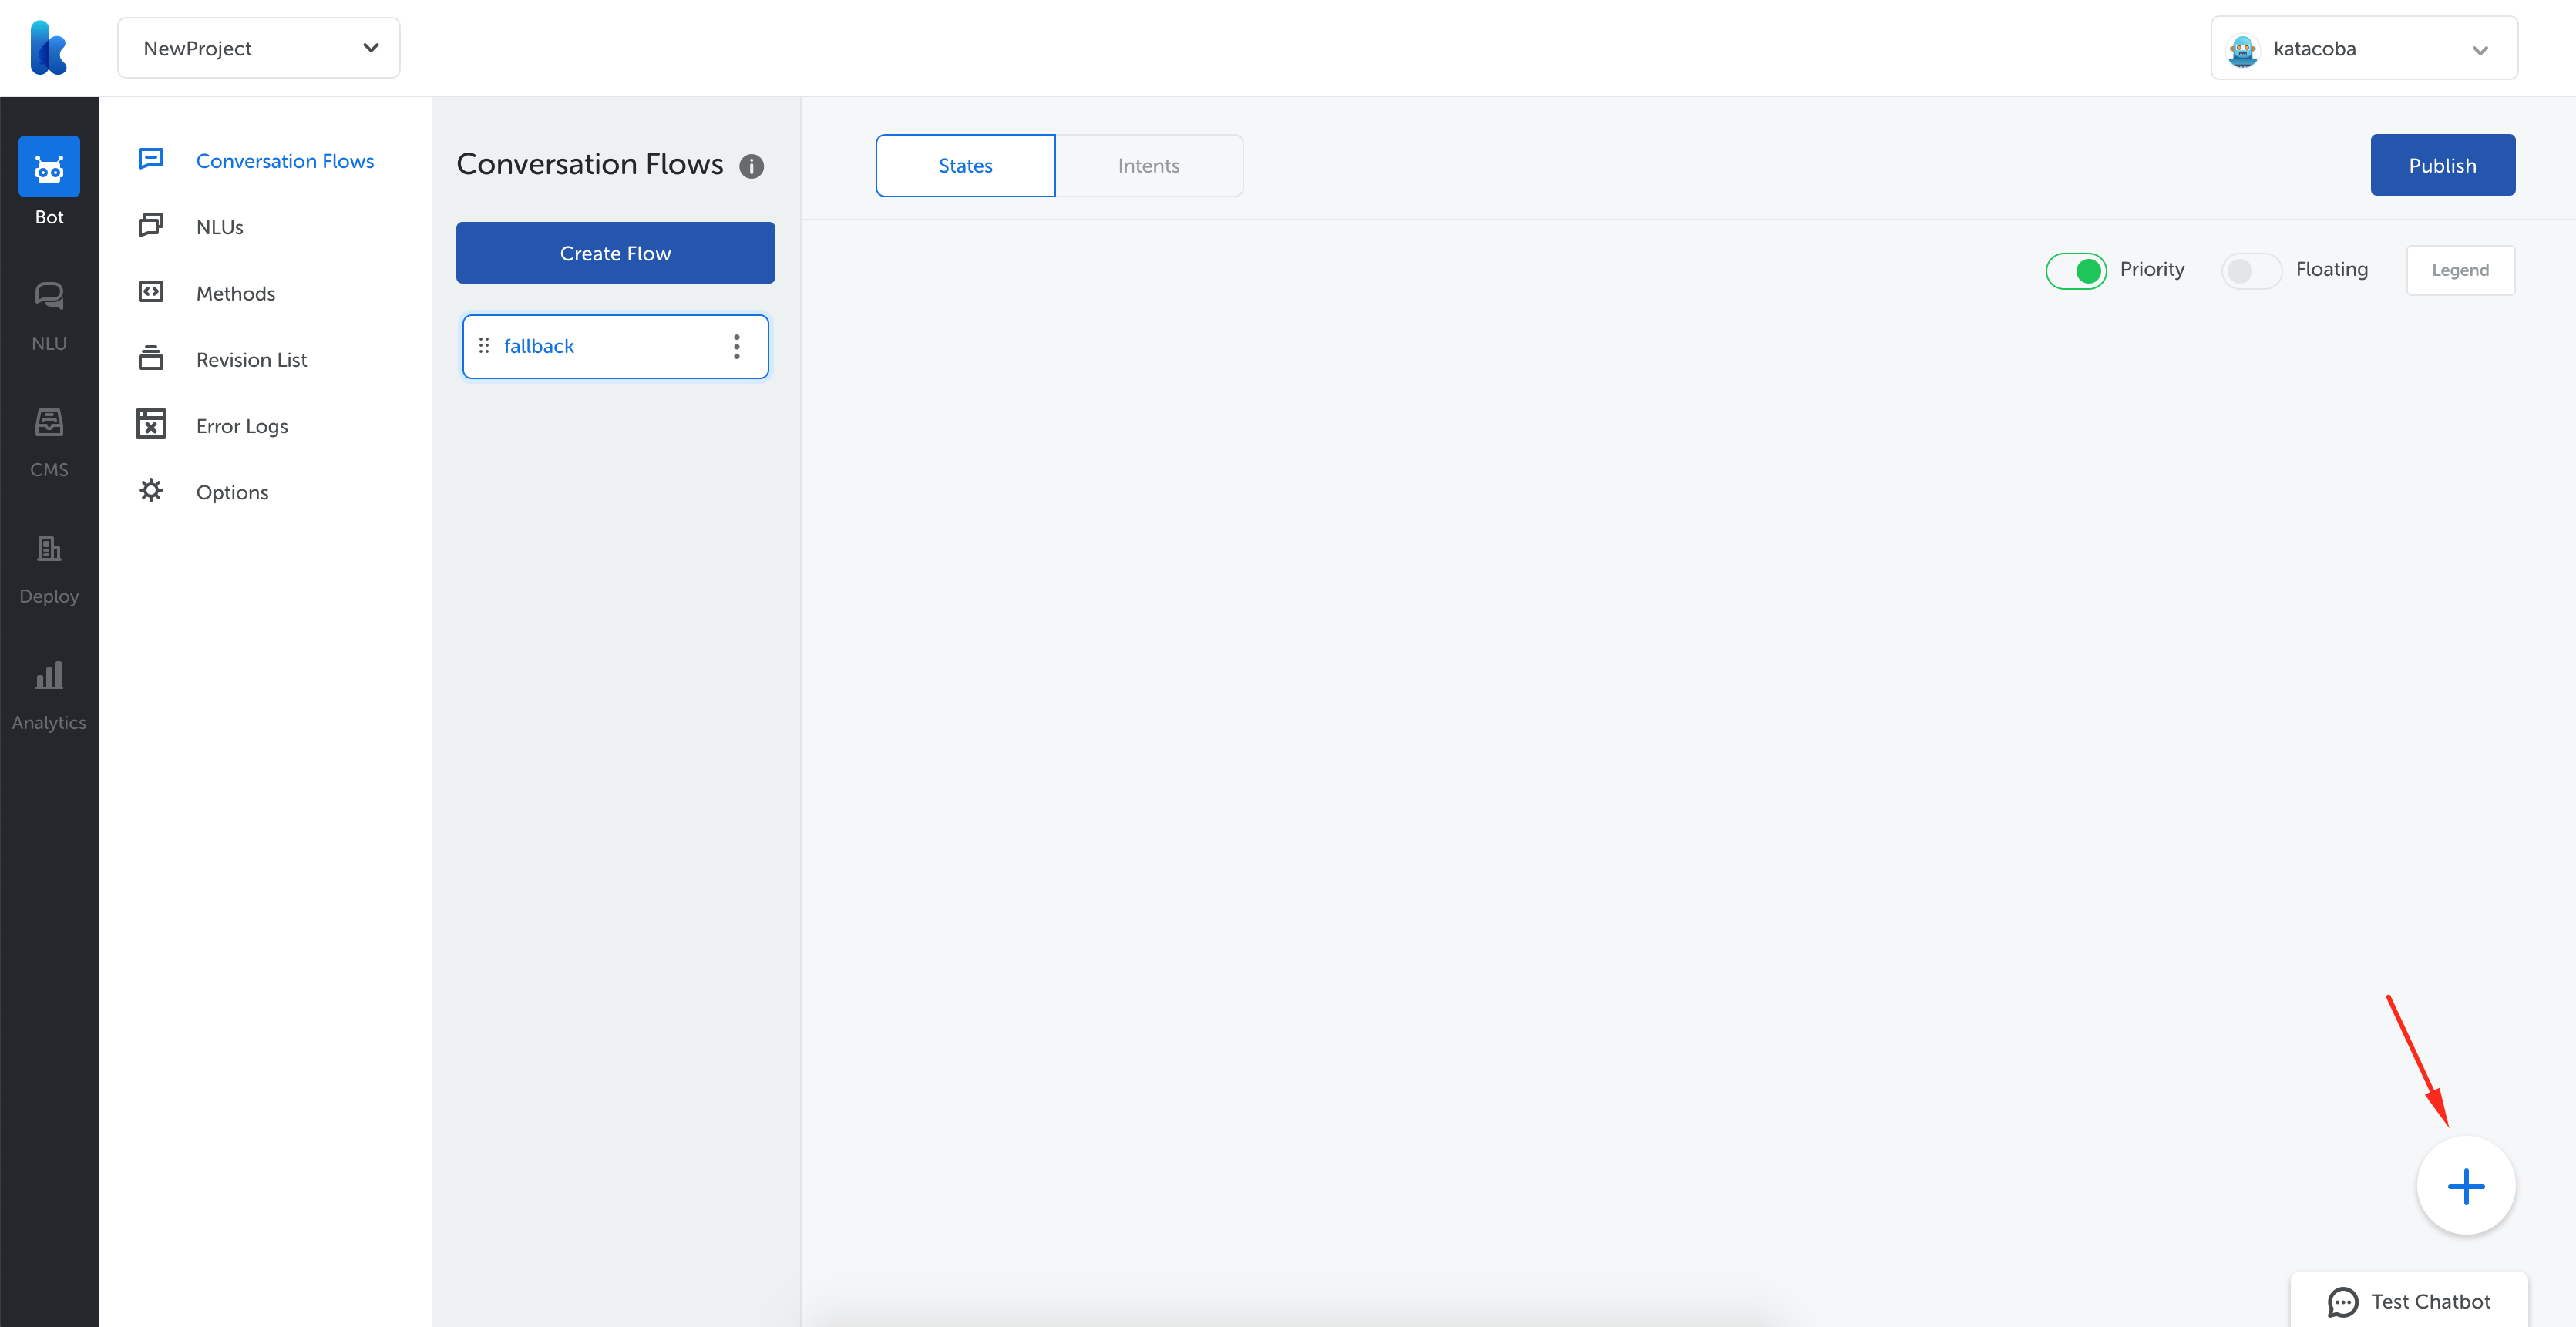 NewProject
katacoba
Bot
NLU
CMS
Deploy
Analytics
Conversation Flows
NLUs
Methods
Revision List
Error Logs
Options
Conversation Flows
Create Flow
fallback
States
Intents
Publish
Priority
Floating
Legend
Test Chatbot